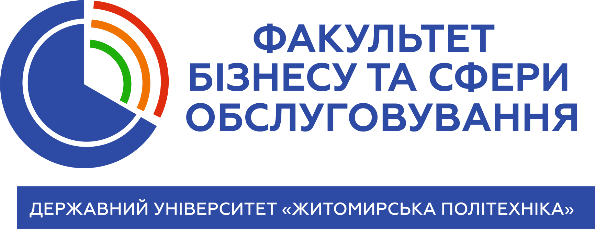 ФАКУЛЬТЕТ
БІЗНЕСУ ТА СФЕРИ
ОБСЛУГОВУВАННЯ
ДЕРЖАВНИЙ УНІВЕРСИТЕТ «ЖИТОМИРСЬКА ПОЛІТЕХНІКА»